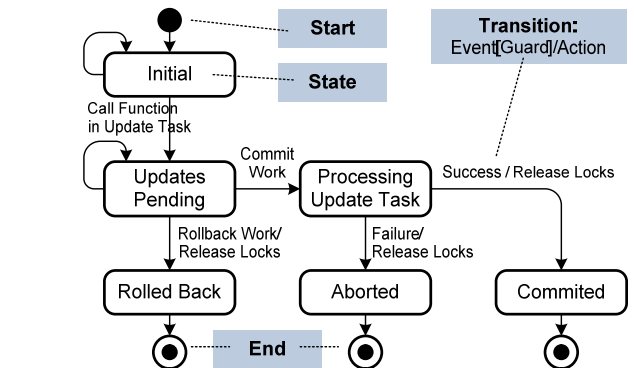 Start
Transition:
Event[Guard]/Action
Initial
State
Call Function
in Update Task
Commit
Work
Updates
Pending
Processing
Update Task
Success / Release Locks
Rollback Work/
Release Locks
Failure/
Release Locks
Rolled Back
Aborted
Commited
End